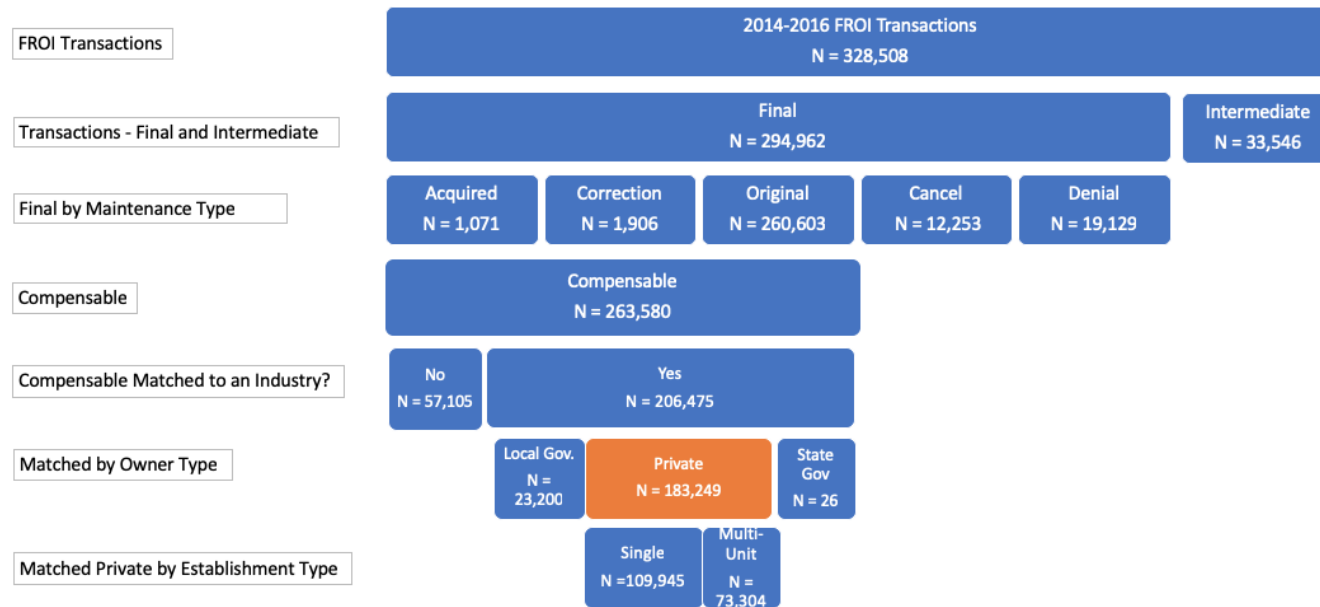 FROI Transactions
2014-2016 FROI Transactions
N = 328,508
Transactions - Final and Intermediate
Final
N = 294,962
Intermediate
N = 33,546
Final by Maintenance Type
Acquired
N = 1,071
Correction
N = 1,906
Original
N = 260,603
Cancel
N = 12,253
Denial
N = 19,129
Compensable
Compensable
N = 263,580
Compensable Matched to an Industry?
No
N = 57,105
Yes
N = 206,475
Matched by Owner Type
Local Gov.
N =
23,200
Private
N = 183,249
State
Gov
N = 26
Matched Private by Establishment Type
Single
N =109,945
Multi-
Unit
N =
73,304